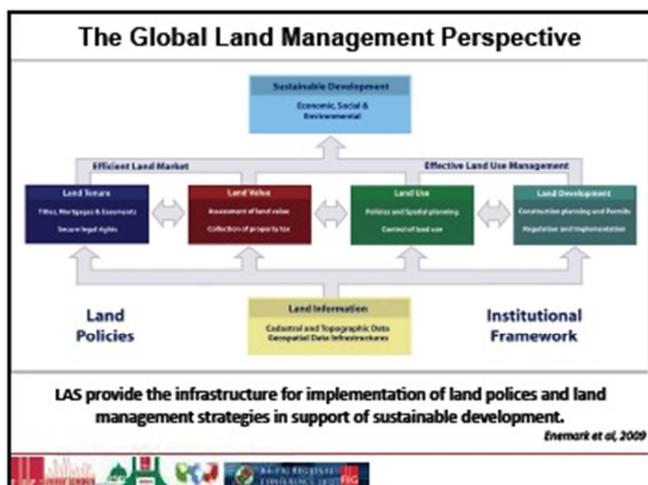 The Global Land Management Perspective
Sustainable Development
Economic, Social &
Environmental
Efficient Land Market
Effective Land Use Management
Land Tenure
Titles, Mortgages & Easements
Secure legal rights
Land Value
Assessment of land value
Collection of property tax
Land Use
Policies and Spatial planning
Control of land use
Land Development
Construction planning and Permits
Regulation and Implementation
Land
Policies
Land Information
Cadastral and Topographic Data
Geospatial Data Infrastructures
Institutional
Framework
LAS provide the infrastructure for implementation of land polices and land
management strategies in support of sustainable development.
Enemark et al, 2009
REGIONAL
CONFERENCE
FIG